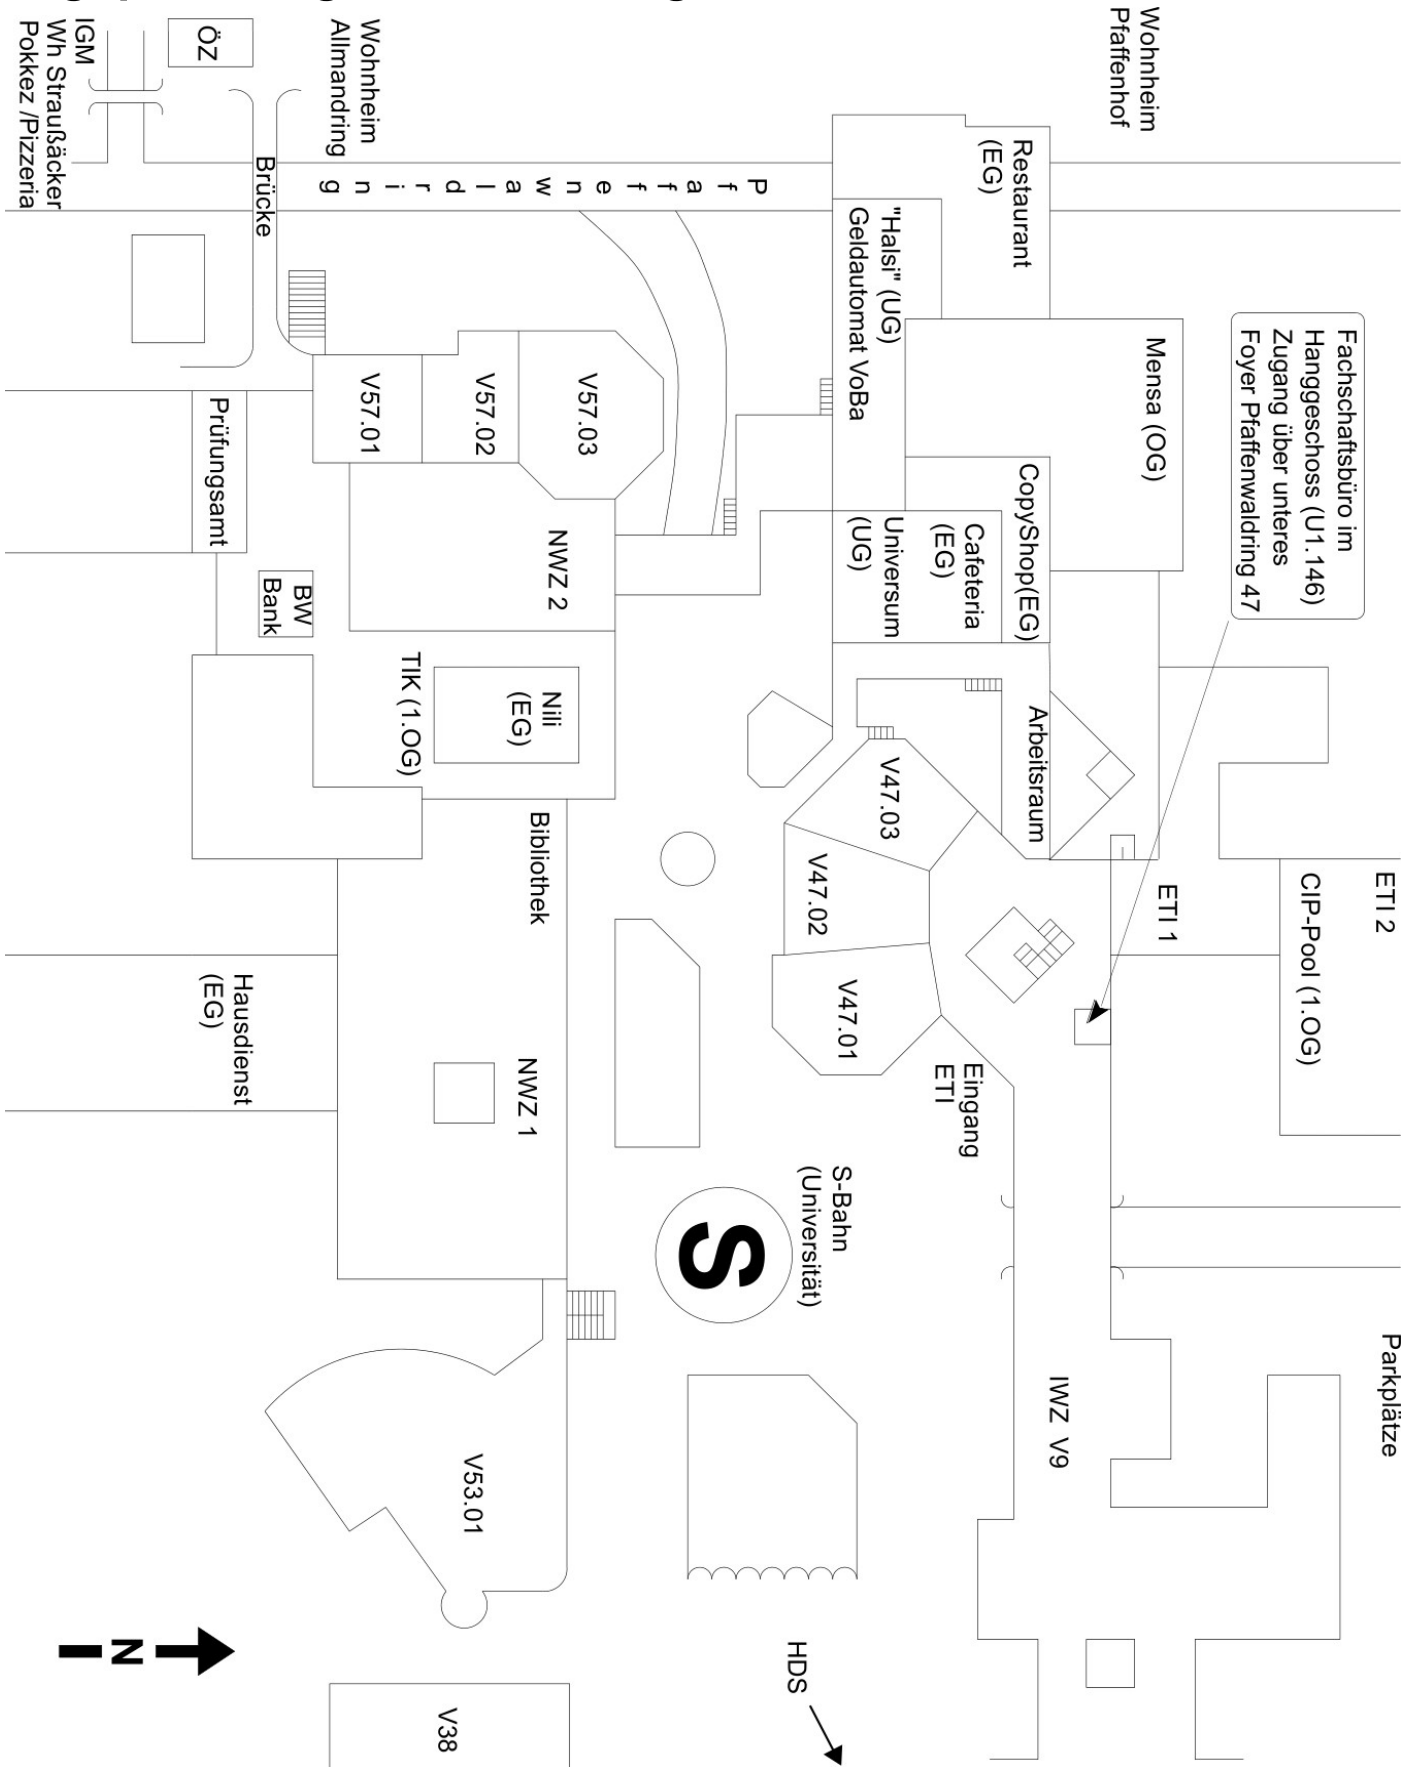 IGM
Wh Straußäcker
Pokkez /Pizzeria
ÖZ
Brücke
Wohnheim
Allmandring
Pfaffenwaldring
Wohnheim
Pfaffenhof
Restaurant
(EG)
"Halsi" (UG)
Geldautomat VoBa
Mensa (OG)
Fachschaftsbüro im
Hanggeschoss (U1.146)
Zugang über unteres
Foyer Pfaffenwaldring 47
V57.01
V57.02
V57.03
Prüfungsamt
NWZ 2
BW
Bank
CopyShop(EG)
Cafeteria
(EG)
Universum
(UG)
TIK (1.OG)
Nili
(EG)
Arbeitsraum
V47.03
V47.02
V47.01
Bibliothek
ETI 1
ETI 2
CIP-Pool (1.OG)
Hausdienst
(EG)
NWZ 1
Eingang
ETI
S-Bahn
(Universität)
S
Parkplätze
IWZ V9
V53.01
N
HDS
V38